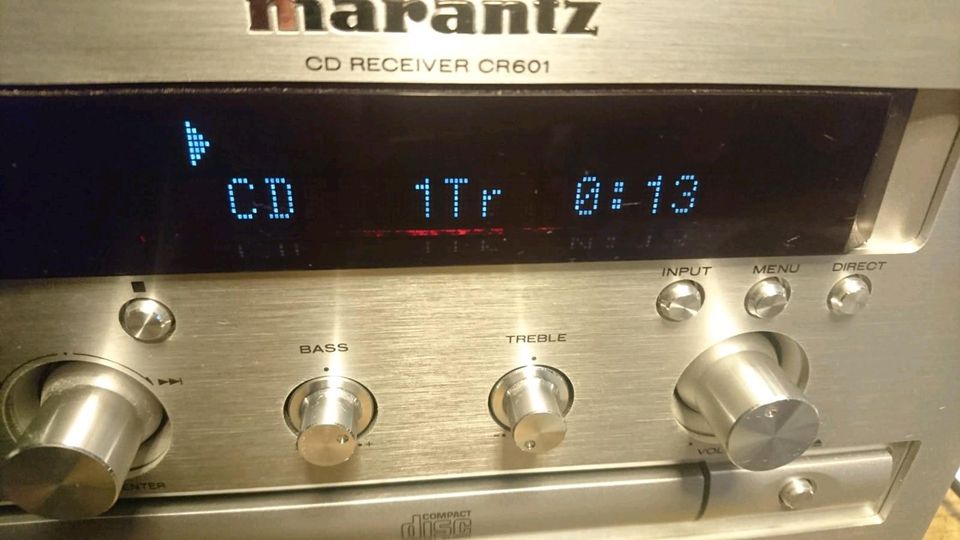 marantz
CD RECEIVER CR601
CD 1Tr 0:13
INPUT MENU DIRECT
BASS
TREBLE
COMPACT
disc